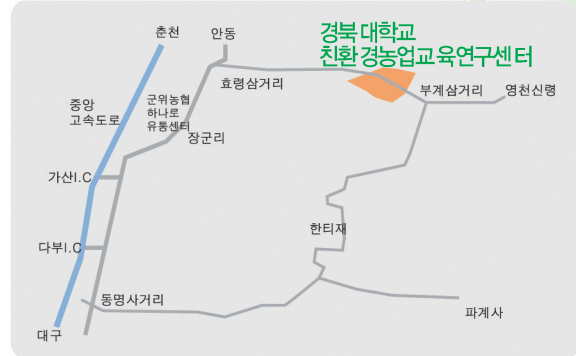 춘천
안동
경북 대학교
친환 경농업교 육연구센 터
효령삼거리
부계삼거리
영천신령
중앙
고속도로
군위농협
하나로
유통센터
장군리
가산I.C
한티재
다부I.C
동명사거리
파계사
대구